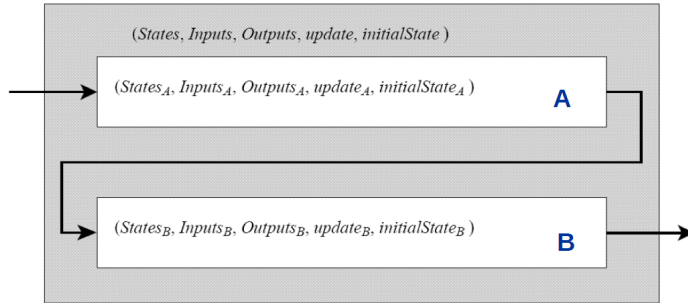 (States, Inputs, Outputs, update, initialState )
(States_A, Inputs_A, Outputs_A, update_A, initialState_A )
A
(States_B, Inputs_B, Outputs_B, update_B, initialState_B )
B